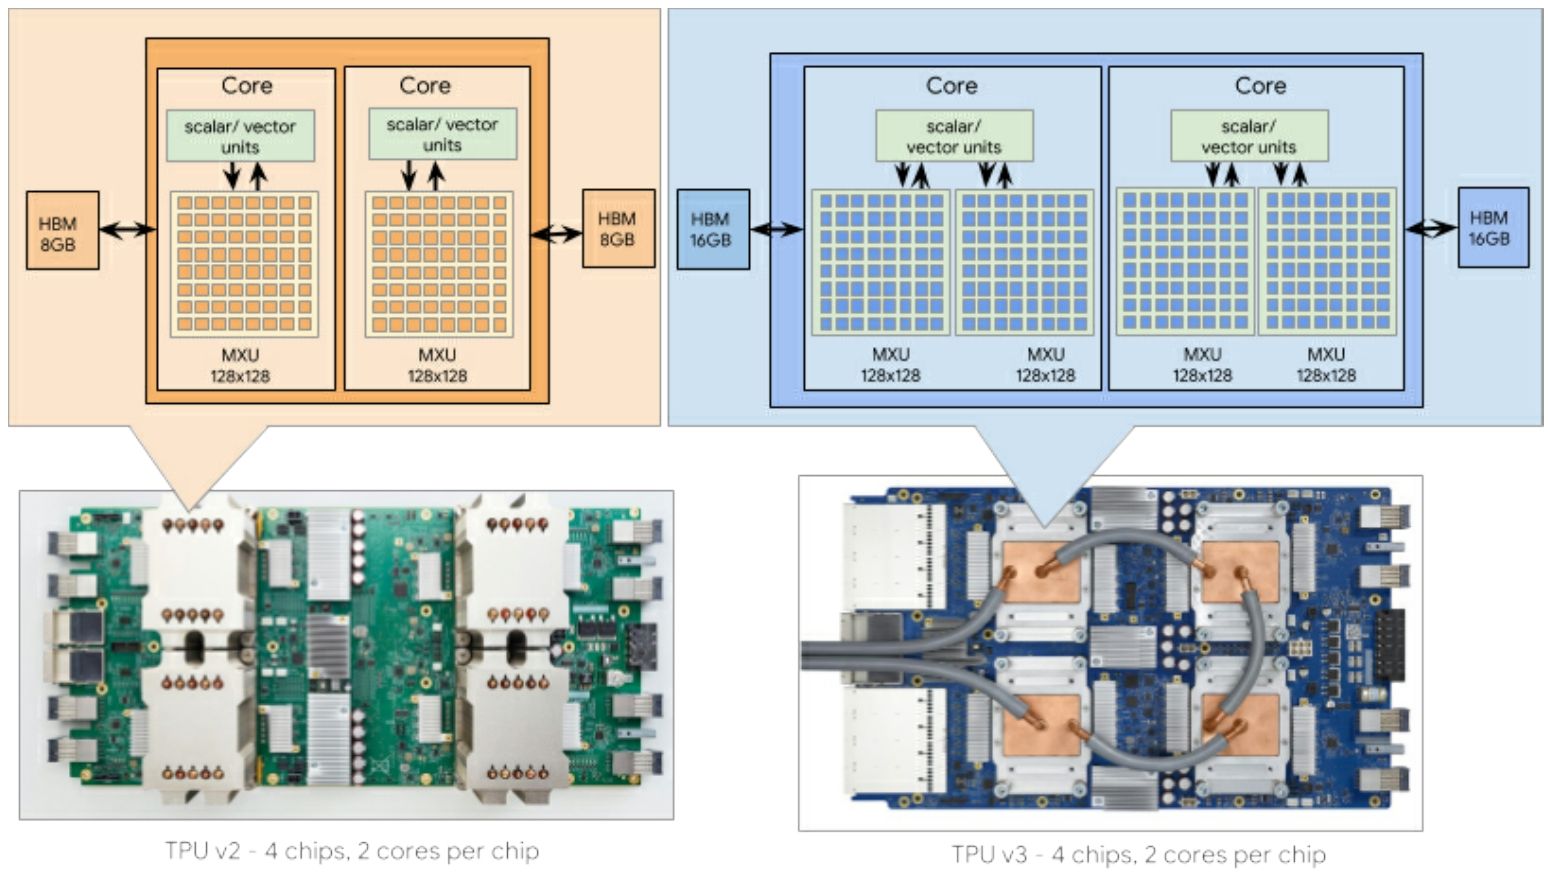 Core
scalar/ vector
units
HBM
8GB
MXU
128x128
Core
scalar/ vector
units
HBM
8GB
MXU
128x128
HBM
16GB
Core
scalar/
vector units
MXU
128x128
MXU
128x128
Core
scalar/
vector units
MXU
128x128
MXU
128x128
HBM
16GB
TPU v2 - 4 chips, 2 cores per chip
TPU v3 - 4 chips, 2 cores per chip